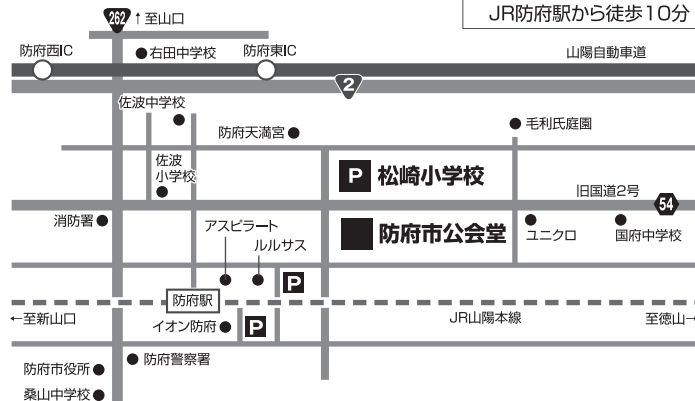 262
↑至山口
JR防府駅から徒歩10分
防府西IC
右田中学校
防府東IC
山陽自動車道
2
佐波中学校
防府天満宮
毛利氏庭園
佐波
小学校
P 松崎小学校
旧国道2号
54
消防署
アスピラート
ルルサス
防府市公会堂
ユニクロ
国府中学校
P
防府駅
←至新山口
イオン防府
P
JR山陽本線
至徳山→
防府市役所
防府警察署
桑山中学校